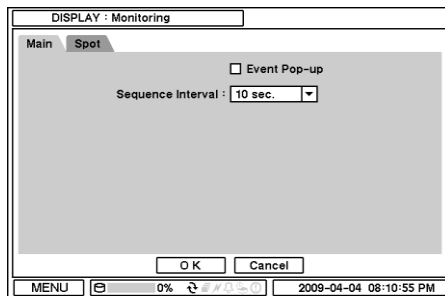 DISPLAY : Monitoring
Main Spot
Event Pop-up
Sequence Interval : 10 sec.
O K Cancel
MENU 0% 2009-04-04 08:10:55 PM